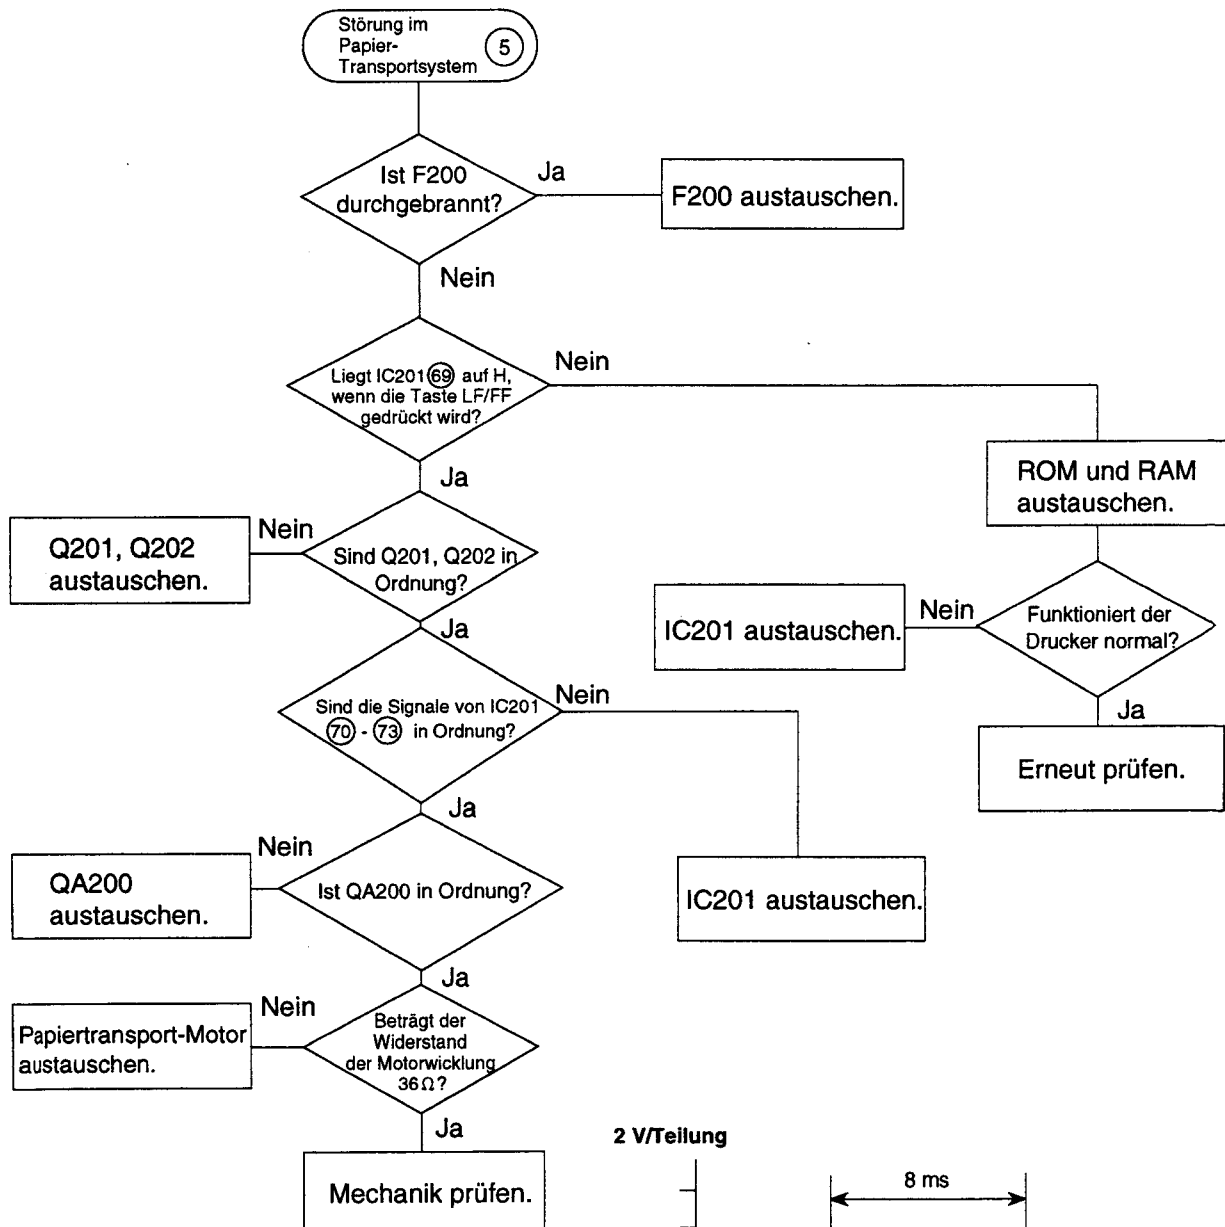 Störung im
Papier-
Transportsystem
5
Ist F200
durchgebrannt?
Ja
F200 austauschen.
Nein
Liegt IC201 69 auf H,
wenn die Taste LF/FF
gedrückt wird?
Nein
ROM und RAM
austauschen.
Ja
Sind Q201, Q202 in
Ordnung?
Nein
Q201, Q202
austauschen.
Funktioniert der
Drucker normal?
Nein
IC201 austauschen.
Ja
Erneut prüfen.
Ja
Sind die Signale von IC201
70 - 73 in Ordnung?
Nein
IC201 austauschen.
Ja
Ist QA200 in Ordnung?
Nein
QA200
austauschen.
Ja
Beträgt der
Widerstand
der Motorwicklung
36 Ω?
Nein
Papiertransport-Motor
austauschen.
Ja
Mechanik prüfen.
2 V/Teilung
8 ms